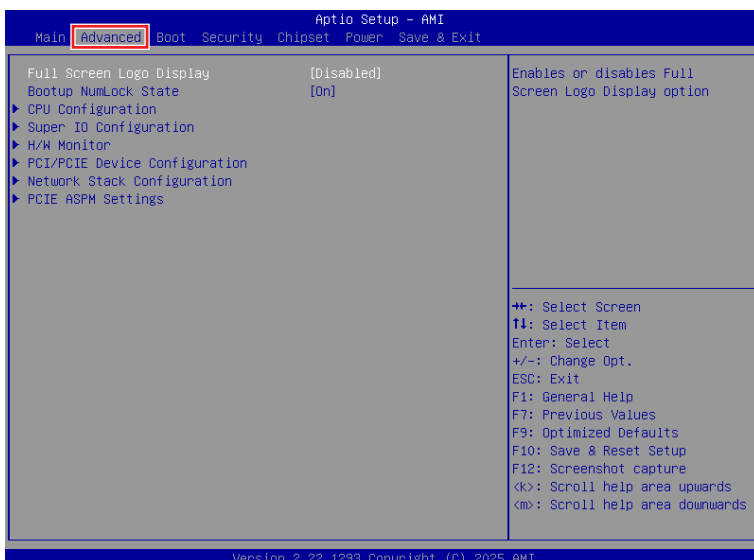 Aptio Setup – AMI
Main Advanced Boot Security Chipset Power Save & Exit
Full Screen Logo Display [Disabled]
Bootup NumLock State [On]
CPU Configuration
Super IO Configuration
H/W Monitor
PCI/PCIE Device Configuration
Network Stack Configuration
PCIE ASPM Settings
Enables or disables Full
Screen Logo Display option
→←: Select Screen
↑↓: Select Item
Enter: Select
+/-: Change Opt.
ESC: Exit
F1: General Help
F7: Previous Values
F9: Optimized Defaults
F10: Save & Reset Setup
F12: Screenshot capture
<k>: Scroll help area upwards
<m>: Scroll help area downwards
Version 2.22.1293 Copyright (C) 2025 AMI